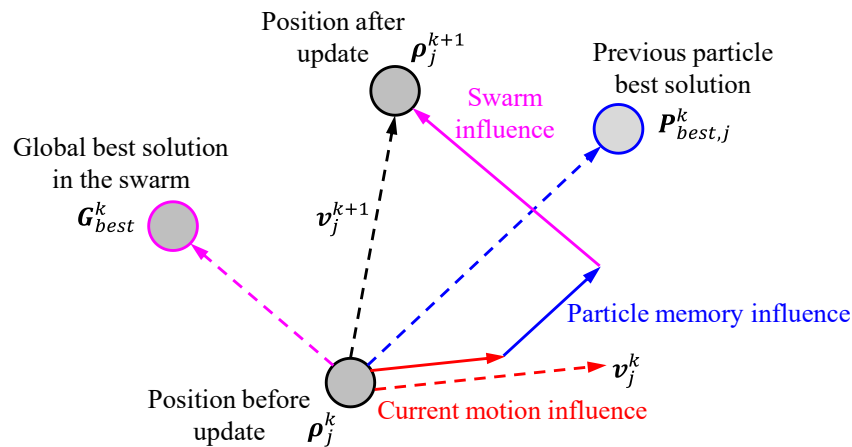 Position after
update
ρ_j^{k+1}
Previous particle
best solution
P_{best,j}^k
Swarm
influence
Global best solution
in the swarm
G_{best}^k
v_j^{k+1}
Particle memory influence
v_j^k
Position before
update
ρ_j^k
Current motion influence